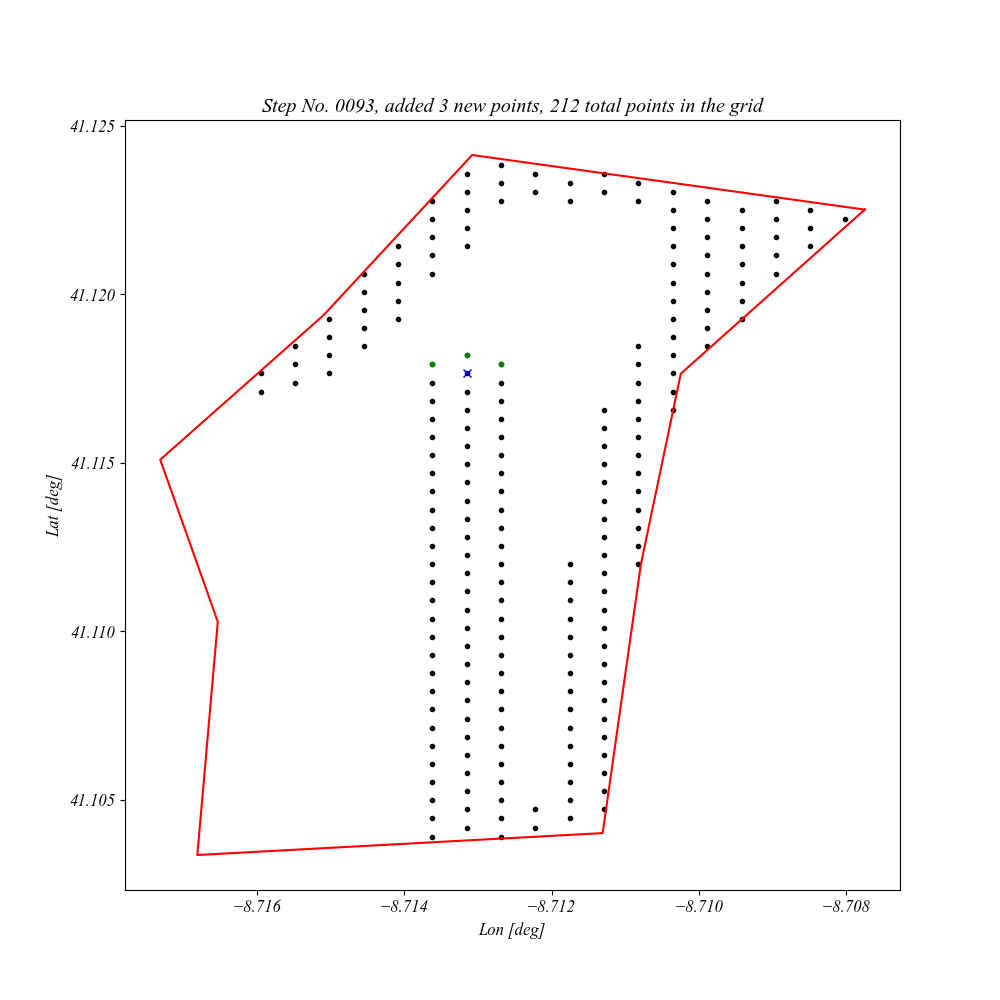 Step No. 0093, added 3 new points, 212 total points in the grid
41.125
41.120
41.115
41.110
41.105
Lat [deg]
−8.716 −8.714 −8.712 −8.710 −8.708
Lon [deg]